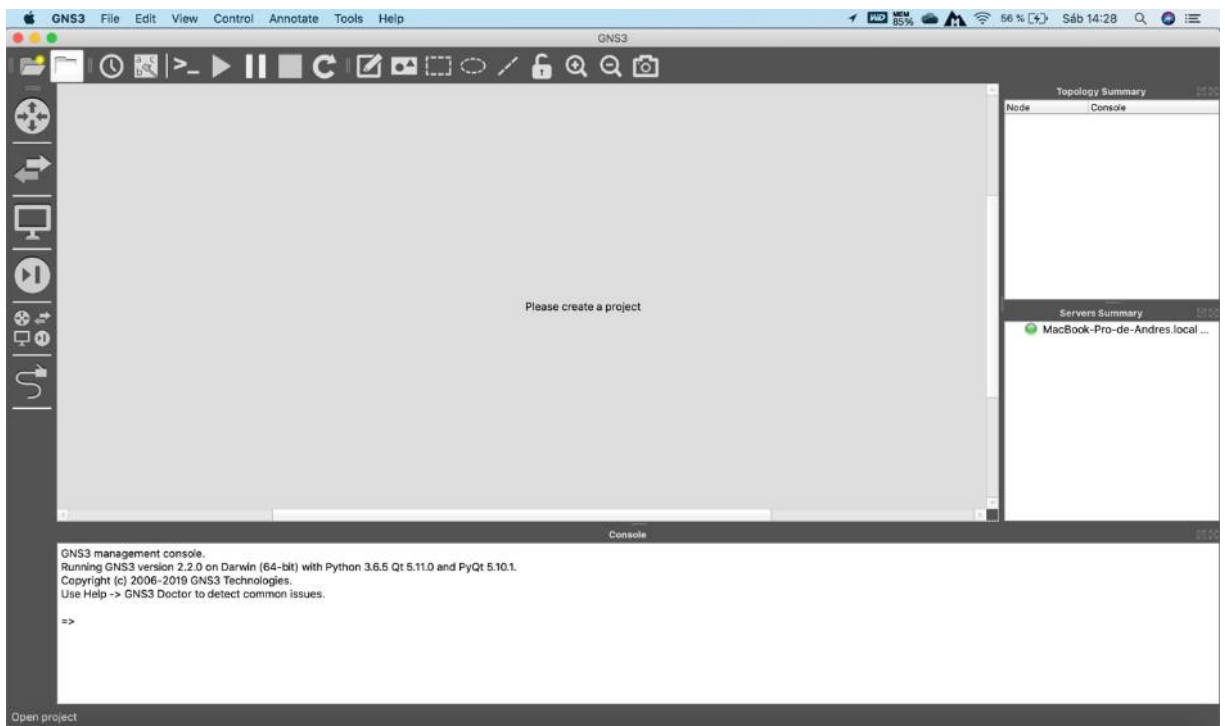 GNS3 File Edit View Control Annotate Tools Help
WD MEM 85% 56 % Sáb 14:28
GNS3
Topology Summary
Node Console
Please create a project
Servers Summary
MacBook-Pro-de-Andres.local ...
Console
GNS3 management console.
Running GNS3 version 2.2.0 on Darwin (64-bit) with Python 3.6.5 Qt 5.11.0 and PyQt 5.10.1.
Copyright (c) 2006-2019 GNS3 Technologies.
Use Help -> GNS3 Doctor to detect common issues.
=>
Open project